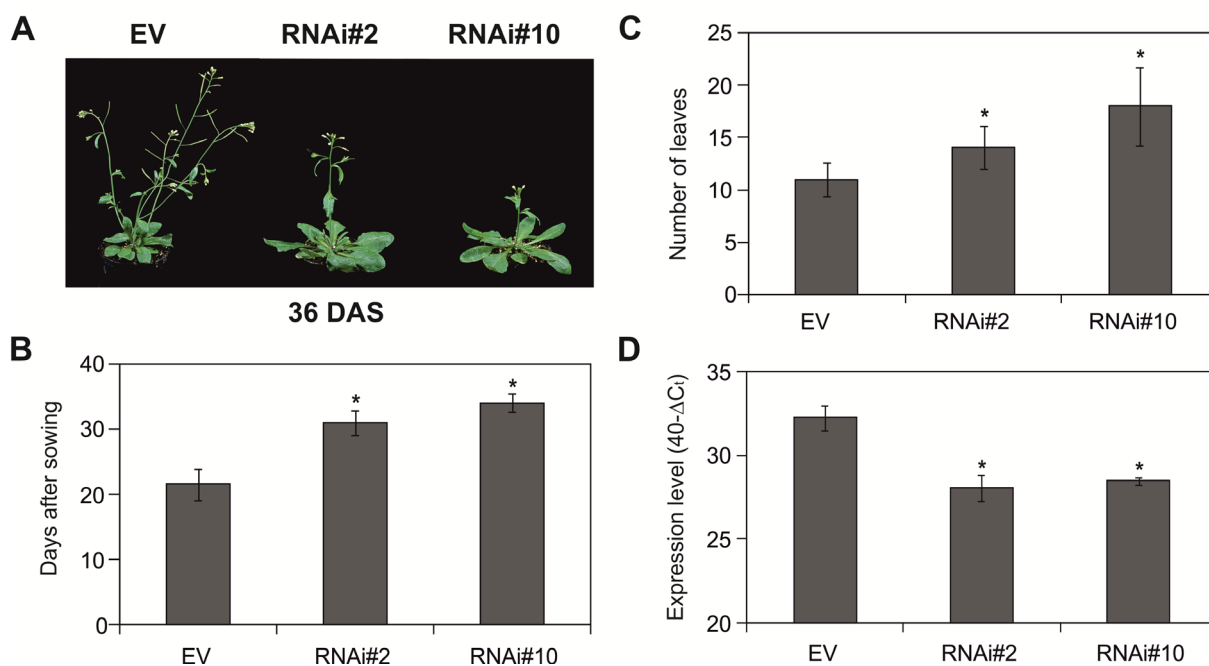 A
EV RNAi#2 RNAi#10
36 DAS
B
Days after sowing
40
30
20
10
0
EV RNAi#2 RNAi#10
C
Number of leaves
25
20
15
10
5
0
* *
EV RNAi#2 RNAi#10
D
Expression level (40-ΔCt)
35
30
25
20
* *
EV RNAi#2 RNAi#10